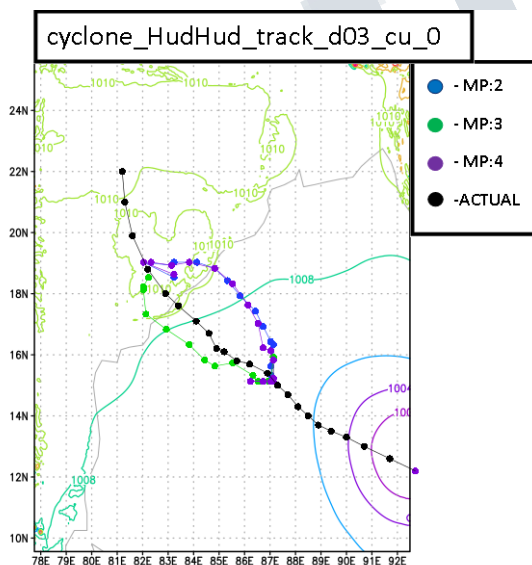 cyclone_HudHud_track_d03_cu_0
- MP:2
- MP:3
- MP:4
-ACTUAL
1010
1010
1010
1010
1010
1010
1008
1004
1008
24N
22N
20N
18N
16N
14N
12N
10N
78E 79E 80E 81E 82E 83E 84E 85E 86E 87E 88E 89E 90E 91E 92E